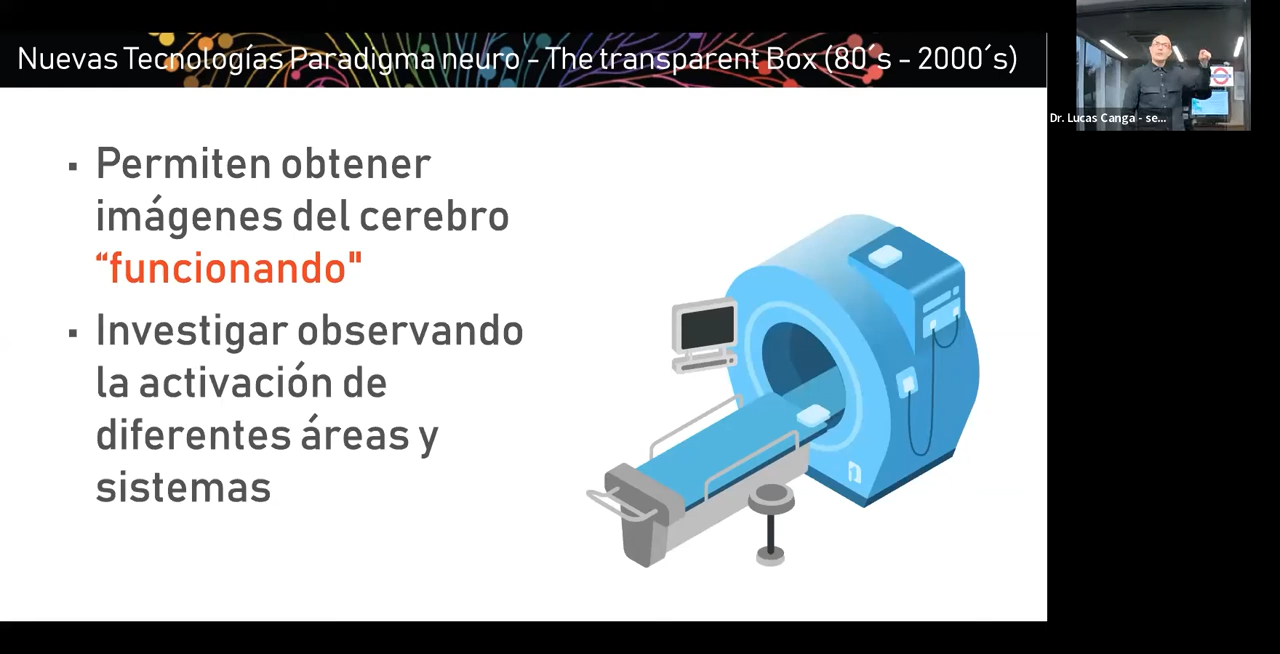 Nuevas Tecnologías Paradigma neuro - The transparent Box (80´s - 2000´s)
Dr. Lucas Canga - se...
▪ Permiten obtener
imágenes del cerebro
“funcionando"
▪ Investigar observando
la activación de
diferentes áreas y
sistemas